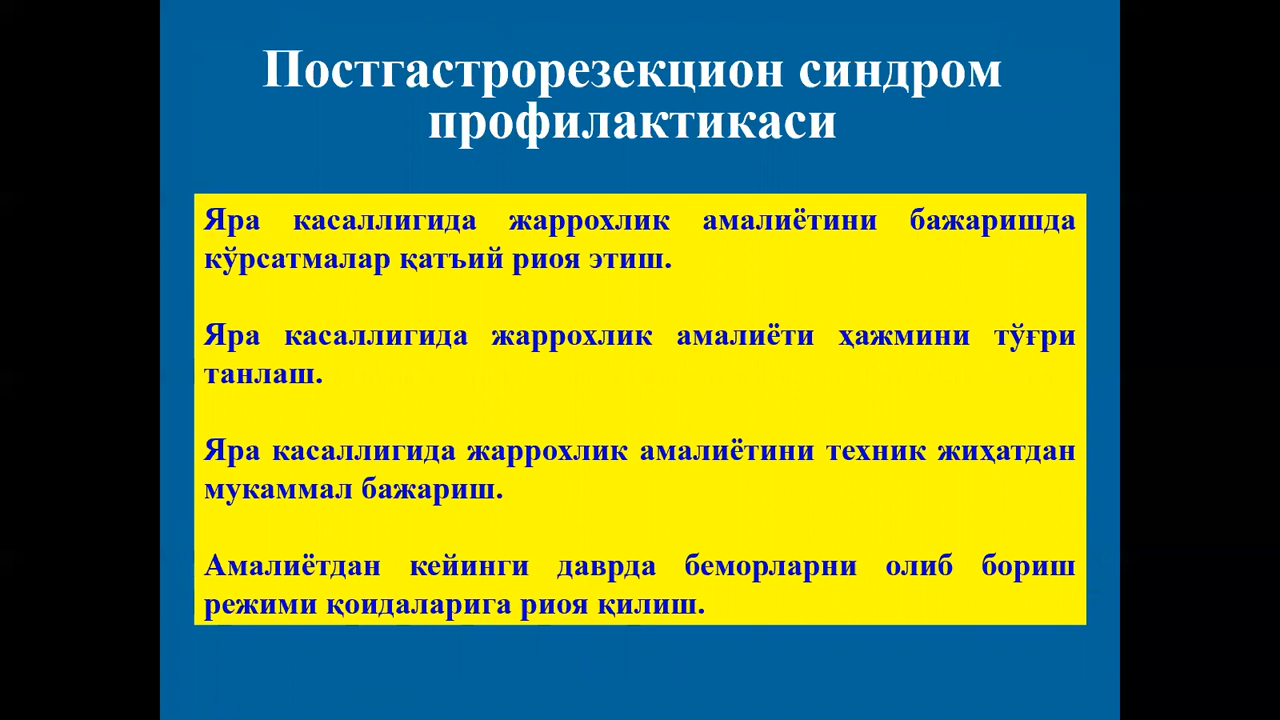 Постгастрорезекцион синдром
профилактикаси
Яра касаллигида жаррохлик амалиётини бажаришда
кўрсатмалар қатъий риоя этиш.
Яра касаллигида жаррохлик амалиёти ҳажмини тўғри
танлаш.
Яра касаллигида жаррохлик амалиётини техник жиҳатдан
мукаммал бажариш.
Амалиётдан кейинги даврда беморларни олиб бориш
режими қоидаларига риоя қилиш.